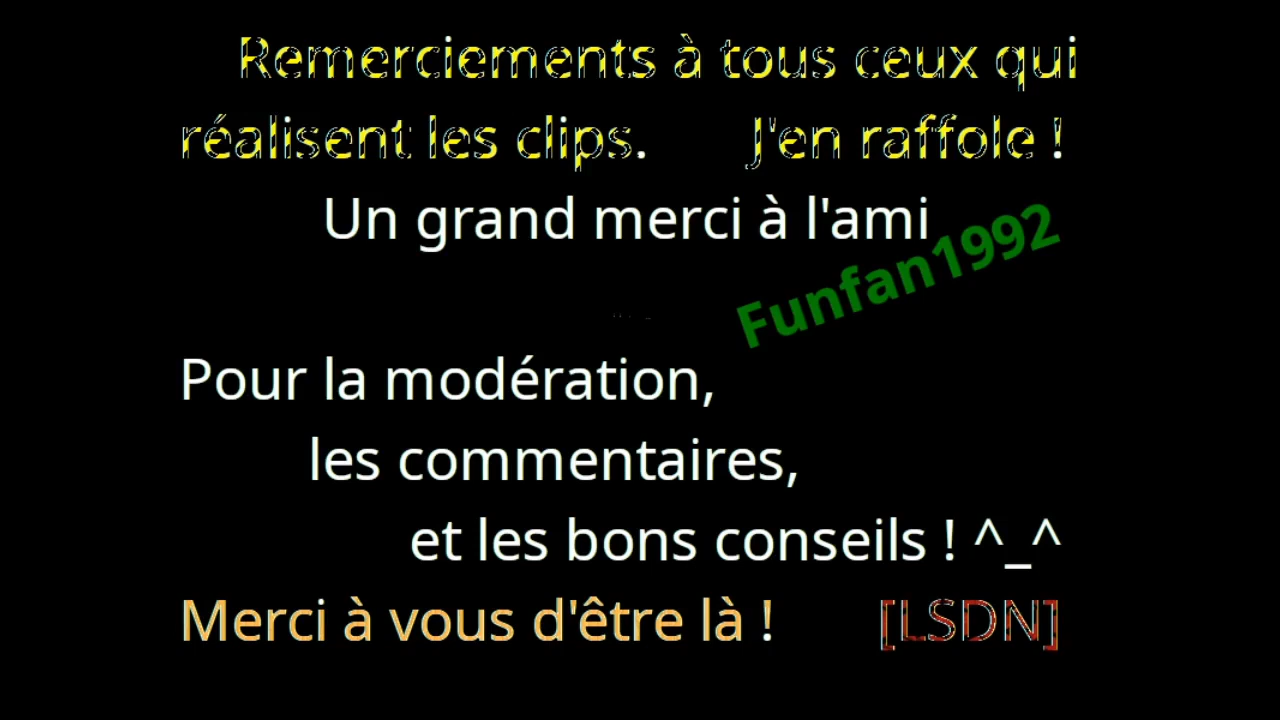 Remerciements à tous ceux qui
réalisent les clips. J'en raffole !
Un grand merci à l'ami
Funfan1992
Pour la modération,
les commentaires,
et les bons conseils ! ^_^
Merci à vous d'être là ! [LSDN]